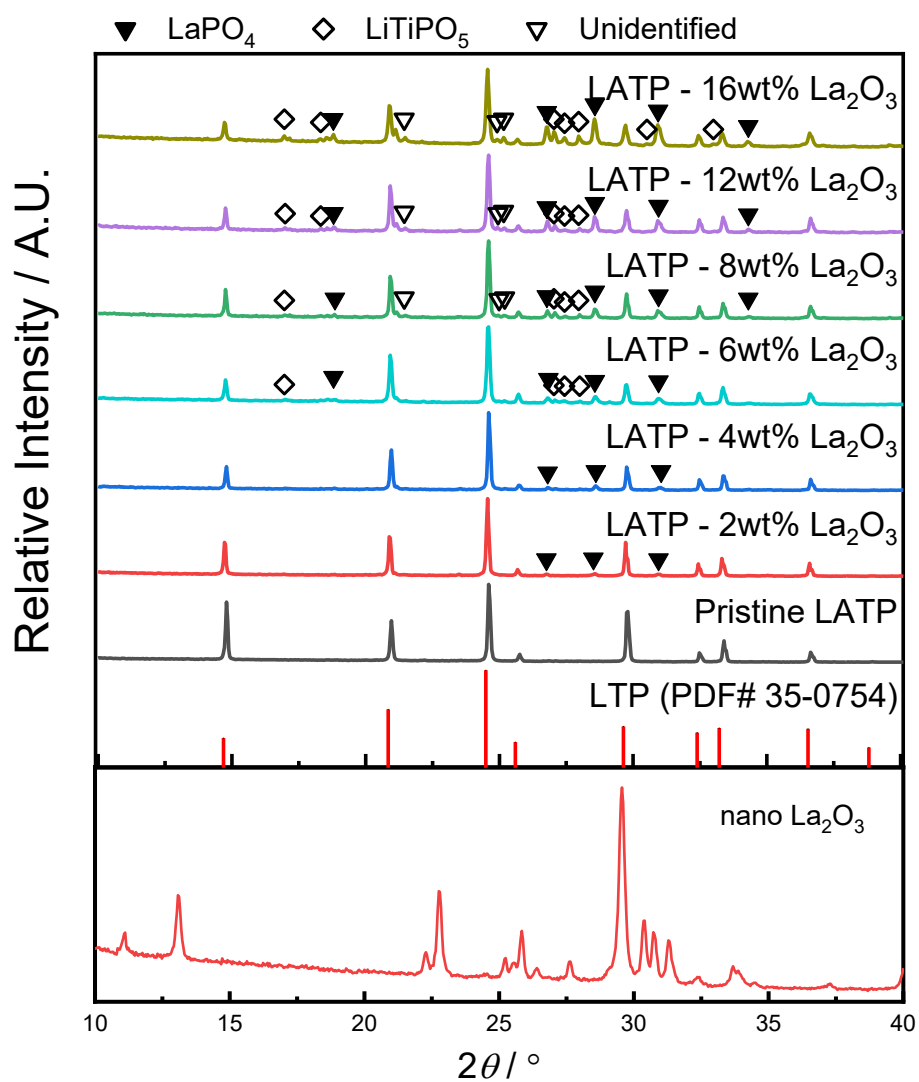 ▼ LaPO₄ ◇ LiTiPO₅ ▽ Unidentified
LATP - 16wt% La₂O₃
LATP - 12wt% La₂O₃
LATP - 8wt% La₂O₃
LATP - 6wt% La₂O₃
LATP - 4wt% La₂O₃
LATP - 2wt% La₂O₃
Pristine LATP
LTP (PDF# 35-0754)
nano La₂O₃
Relative Intensity / A.U.
10 15 20 25 30 35 40
2θ / °